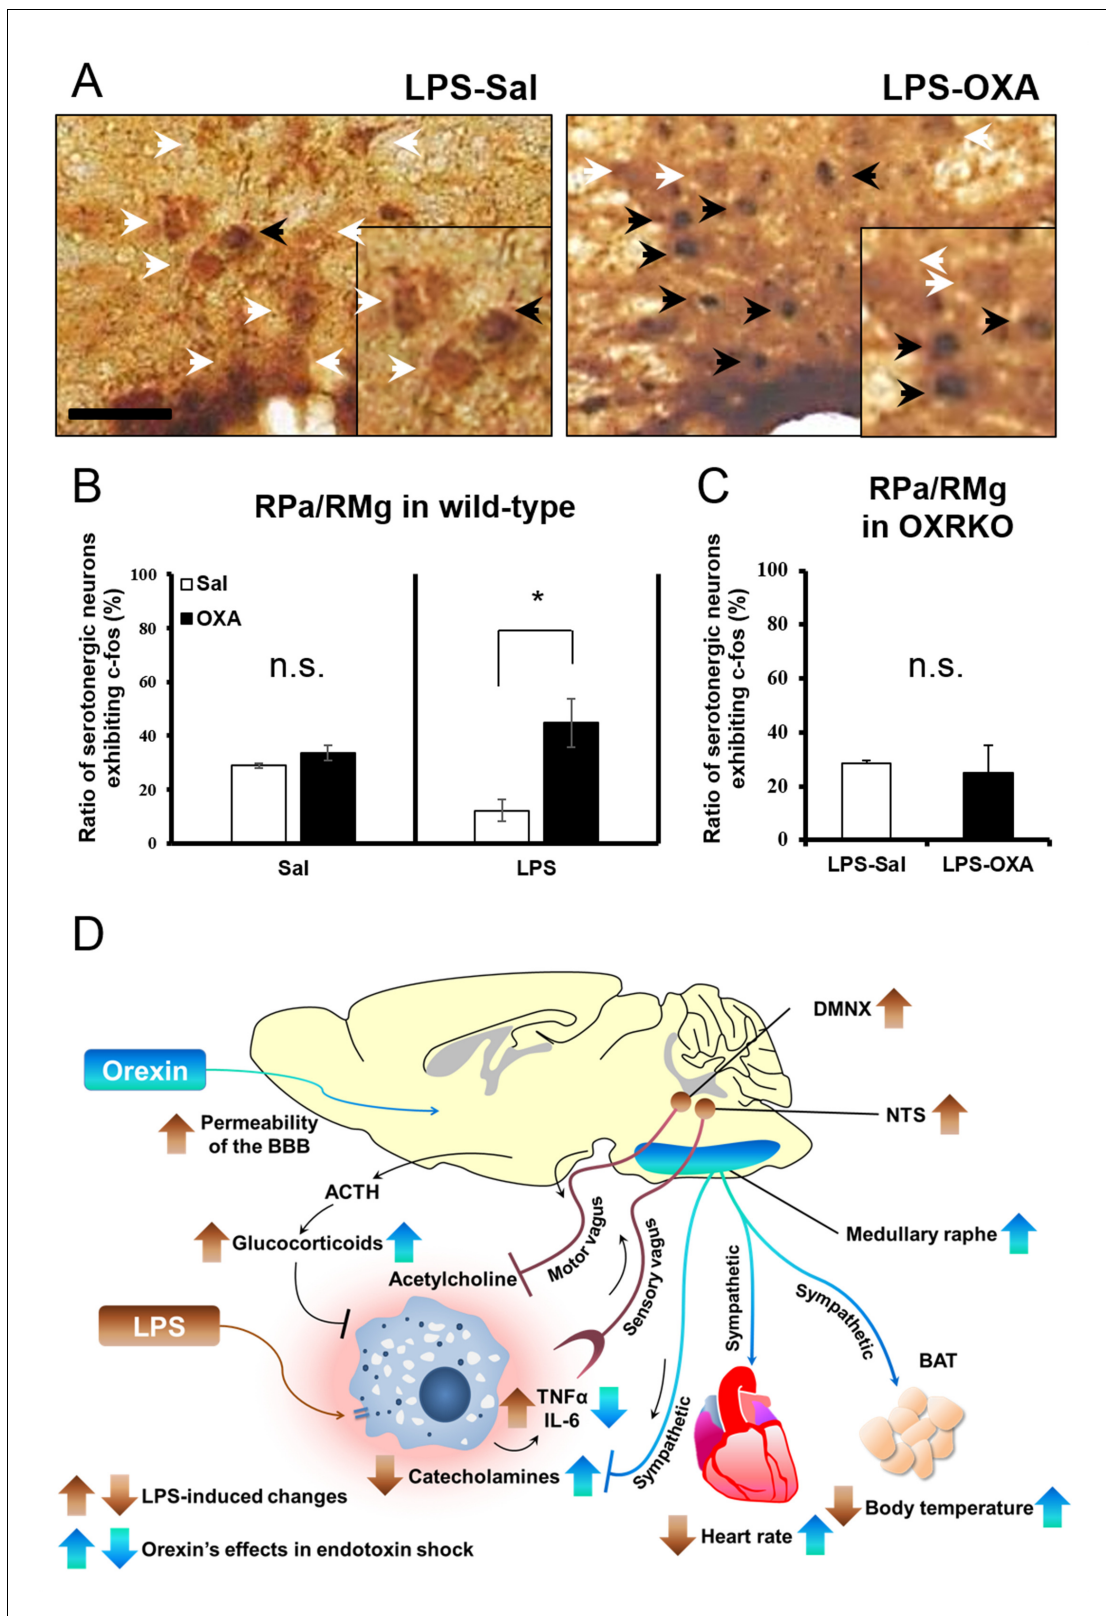 A
LPS-Sal
LPS-OXA
B
RPa/RMg in wild-type
Ratio of serotonergic neurons
exhibiting c-fos (%)
100
80
60
40
20
0
Sal
OXA
n.s.
*
Sal
LPS
C
RPa/RMg
in OXRKO
Ratio of serotonergic neurons
exhibiting c-fos (%)
100
80
60
40
20
0
n.s.
LPS-Sal
LPS-OXA
D
DMNX
Orexin
NTS
Permeability
of the BBB
ACTH
Medullary raphe
Glucocorticoids
Acetylcholine
Motor vagus
Sensory vagus
Sympathetic
Sympathetic
LPS
BAT
TNFα
IL-6
Sympathetic
Catecholamines
LPS-induced changes
Body temperature
Heart rate
Orexin's effects in endotoxin shock